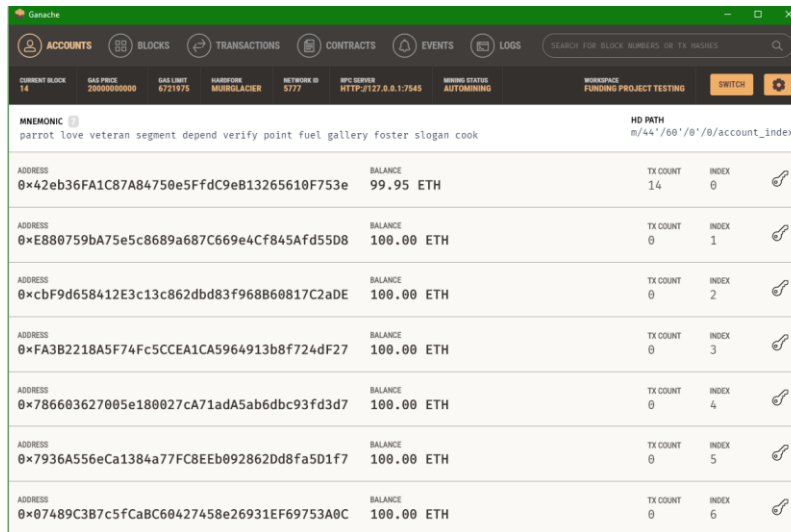 Ganache
ACCOUNTS BLOCKS TRANSACTIONS CONTRACTS EVENTS LOGS SEARCH FOR BLOCK NUMBERS OR TX HASHES
CURRENT BLOCK GAS PRICE GAS LIMIT HARDFORK NETWORK ID RPC SERVER MINING STATUS WORKSPACE SWITCH
14 20000000000 6721975 MUIRGLACIER 5777 HTTP://127.0.0.1:7545 AUTOMINING FUNDING PROJECT TESTING
MNEMONIC ? HD PATH
parrot love veteran segment depend verify point fuel gallery foster slogan cook m/44'/60'/0'/0/account_index
ADDRESS BALANCE TX COUNT INDEX
0×42eb36FA1C87A84750e5FfdC9eB13265610F753e 99.95 ETH 14 0
ADDRESS BALANCE TX COUNT INDEX
0×E880759bA75e5c8689a687C669e4Cf845Afd55D8 100.00 ETH 0 1
ADDRESS BALANCE TX COUNT INDEX
0×cbF9d658412E3c13c862dbd83f968B60817C2aDE 100.00 ETH 0 2
ADDRESS BALANCE TX COUNT INDEX
0×FA3B2218A5F74Fc5CCEA1CA5964913b8f724dF27 100.00 ETH 0 3
ADDRESS BALANCE TX COUNT INDEX
0×786603627005e180027cA71adA5ab6dbc93fd3d7 100.00 ETH 0 4
ADDRESS BALANCE TX COUNT INDEX
0×7936A556eCa1384a77FC8EEb092862Dd8fa5D1f7 100.00 ETH 0 5
ADDRESS BALANCE TX COUNT INDEX
0×07489C3B7c5fCaBC60427458e26931EF69753A0C 100.00 ETH 0 6